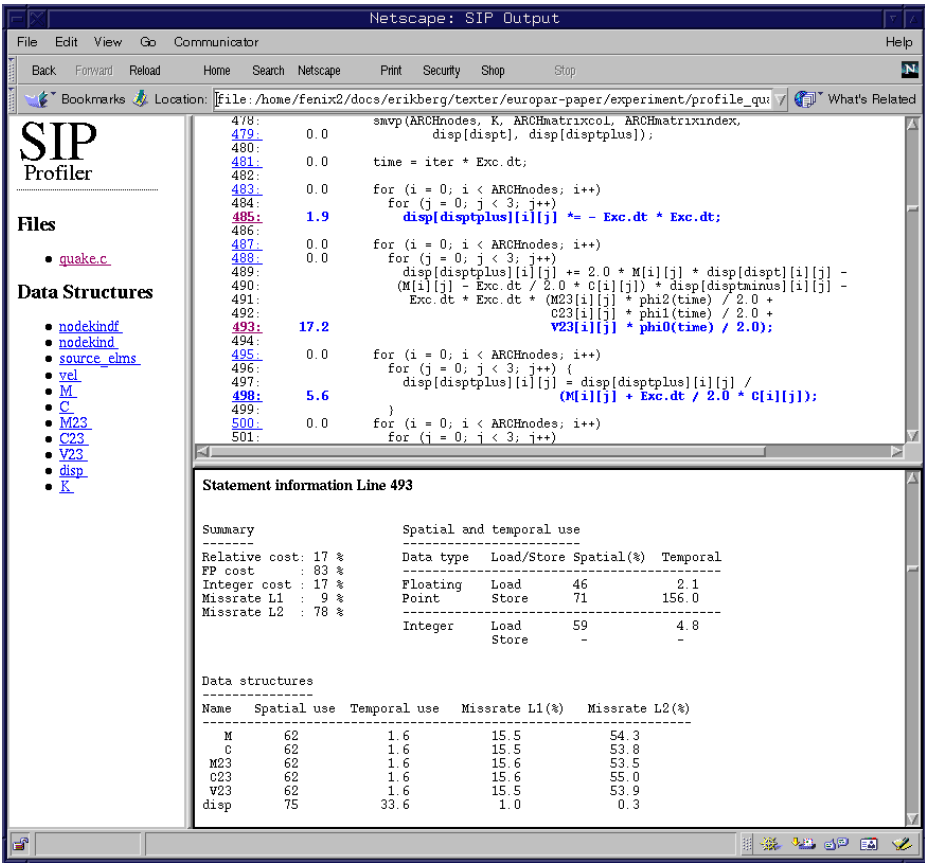 Netscape: SIP Output
File Edit View Go Communicator Help
Back Forward Reload Home Search Netscape Print Security Shop Stop N
Bookmarks Location: file:/home/fenix2/docs/erikberg/texter/europar-paper/experiment/profile_qua What's Related
SIP
Profiler
Files
quake.c
Data Structures
nodekindf
nodekind
source_elms
vel
M
C
M23
C23
V23
disp
K
478: smvp(ARCHnodes, K, ARCHmatrixcol, ARCHmatrixindex,
479: 0.0 disp[dispt], disp[disptplus]);
480:
481: 0.0 time = iter * Exc.dt;
482:
483: 0.0 for (i = 0; i < ARCHnodes; i++)
484: for (j = 0; j < 3; j++)
485: 1.9 disp[disptplus][i][j] *= - Exc.dt * Exc.dt;
486:
487: 0.0 for (i = 0; i < ARCHnodes; i++)
488: 0.0 for (j = 0; j < 3; j++)
489: disp[disptplus][i][j] += 2.0 * M[i][j] * disp[dispt][i][j] -
490: (M[i][j] - Exc.dt / 2.0 * C[i][j]) * disp[disptminus][i][j] -
491: Exc.dt * Exc.dt * (M23[i][j] * phi2(time) / 2.0 +
492: C23[i][j] * phi1(time) / 2.0 +
493: 17.2 V23[i][j] * phi0(time) / 2.0);
494:
495: 0.0 for (i = 0; i < ARCHnodes; i++)
496: for (j = 0; j < 3; j++) {
497: disp[disptplus][i][j] = disp[disptplus][i][j] /
498: 5.6 (M[i][j] + Exc.dt / 2.0 * C[i][j]);
499: }
500: 0.0 for (i = 0; i < ARCHnodes; i++)
501: for (j = 0; j < 3; j++)
Statement information Line 493
Summary
-------
Relative cost: 17 %
FP cost : 83 %
Integer cost : 17 %
Missrate L1 : 9 %
Missrate L2 : 78 %
Spatial and temporal use
Data type Load/Store Spatial(%) Temporal
Floating Load 46 2.1
Point Store 71 156.0
Integer Load 59 4.8
Store - -
Data structures
Name Spatial use Temporal use Missrate L1(%) Missrate L2(%)
M 62 1.6 15.5 54.3
C 62 1.6 15.5 53.8
M23 62 1.6 15.6 53.5
C23 62 1.6 15.6 55.0
V23 62 1.6 15.6 53.9
disp 75 33.6 1.0 0.3